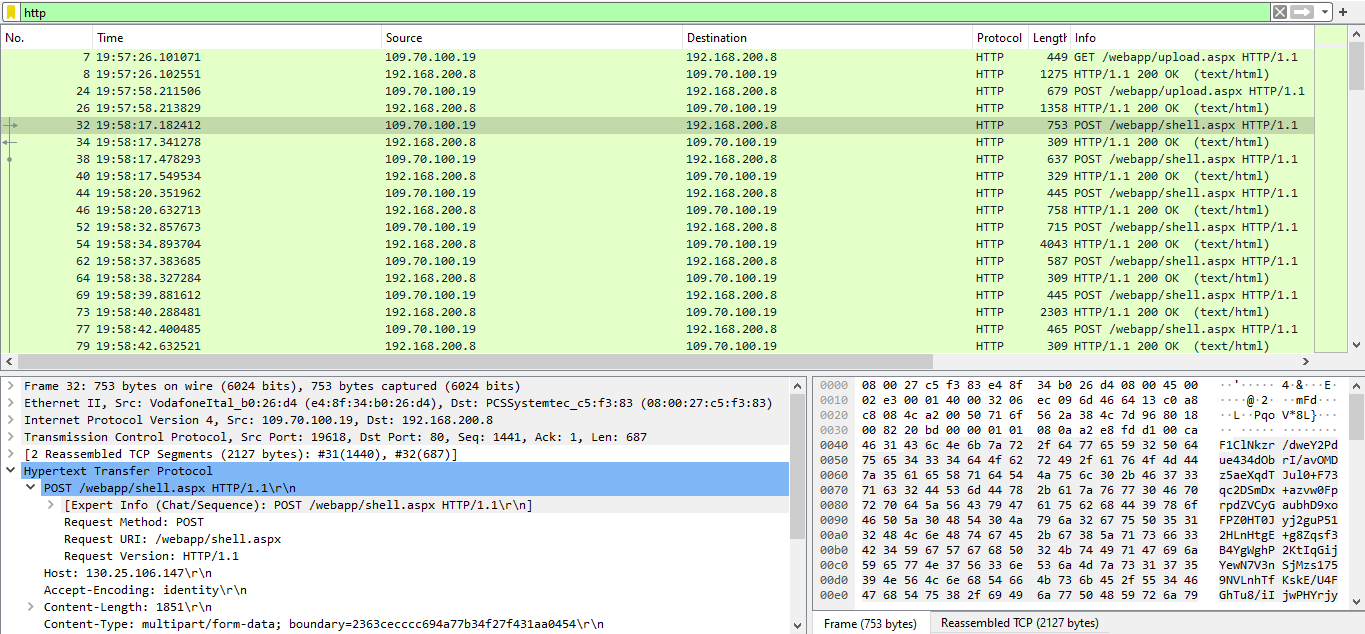 http
No. Time Source Destination Protocol Length Info
7 19:57:26.101071 109.70.100.19 192.168.200.8 HTTP 449 GET /webapp/upload.aspx HTTP/1.1
8 19:57:26.102551 192.168.200.8 109.70.100.19 HTTP 1275 HTTP/1.1 200 OK (text/html)
24 19:57:58.211506 109.70.100.19 192.168.200.8 HTTP 679 POST /webapp/upload.aspx HTTP/1.1
26 19:57:58.213829 192.168.200.8 109.70.100.19 HTTP 1358 HTTP/1.1 200 OK (text/html)
32 19:58:17.182412 109.70.100.19 192.168.200.8 HTTP 753 POST /webapp/shell.aspx HTTP/1.1
34 19:58:17.341278 192.168.200.8 109.70.100.19 HTTP 309 HTTP/1.1 200 OK (text/html)
38 19:58:17.478293 109.70.100.19 192.168.200.8 HTTP 637 POST /webapp/shell.aspx HTTP/1.1
40 19:58:17.549534 192.168.200.8 109.70.100.19 HTTP 329 HTTP/1.1 200 OK (text/html)
44 19:58:20.351962 109.70.100.19 192.168.200.8 HTTP 445 POST /webapp/shell.aspx HTTP/1.1
46 19:58:20.632713 192.168.200.8 109.70.100.19 HTTP 758 HTTP/1.1 200 OK (text/html)
52 19:58:32.857673 109.70.100.19 192.168.200.8 HTTP 715 POST /webapp/shell.aspx HTTP/1.1
54 19:58:34.893704 192.168.200.8 109.70.100.19 HTTP 4043 HTTP/1.1 200 OK (text/html)
62 19:58:37.383685 109.70.100.19 192.168.200.8 HTTP 587 POST /webapp/shell.aspx HTTP/1.1
64 19:58:38.327284 192.168.200.8 109.70.100.19 HTTP 309 HTTP/1.1 200 OK (text/html)
69 19:58:39.881612 109.70.100.19 192.168.200.8 HTTP 445 POST /webapp/shell.aspx HTTP/1.1
73 19:58:40.288481 192.168.200.8 109.70.100.19 HTTP 2303 HTTP/1.1 200 OK (text/html)
77 19:58:42.400485 109.70.100.19 192.168.200.8 HTTP 465 POST /webapp/shell.aspx HTTP/1.1
79 19:58:42.632521 192.168.200.8 109.70.100.19 HTTP 309 HTTP/1.1 200 OK (text/html)
Frame 32: 753 bytes on wire (6024 bits), 753 bytes captured (6024 bits)
Ethernet II, Src: VodafoneItal_b0:26:d4 (e4:8f:34:b0:26:d4), Dst: PCSSystemtec_c5:f3:83 (08:00:27:c5:f3:83)
Internet Protocol Version 4, Src: 109.70.100.19, Dst: 192.168.200.8
Transmission Control Protocol, Src Port: 19618, Dst Port: 80, Seq: 1441, Ack: 1, Len: 687
[2 Reassembled TCP Segments (2127 bytes): #31(1440), #32(687)]
Hypertext Transfer Protocol
POST /webapp/shell.aspx HTTP/1.1\r\n
[Expert Info (Chat/Sequence): POST /webapp/shell.aspx HTTP/1.1\r\n]
Request Method: POST
Request URI: /webapp/shell.aspx
Request Version: HTTP/1.1
Host: 130.25.106.147\r\n
Accept-Encoding: identity\r\n
Content-Length: 1851\r\n
Content-Type: multipart/form-data; boundary=2363cecccc694a77b34f27f431aa0454\r\n
0000 08 00 27 c5 f3 83 e4 8f 34 b0 26 d4 08 00 45 00 ··'····· 4·&···E·
0010 02 e3 00 01 40 00 32 06 ec 09 6d 46 64 13 c0 a8 ····@·2· ··mFd···
0020 c8 08 4c a2 00 50 71 6f 56 2a 38 4c 7d 96 80 18 ··L··Pqo V*8L}···
0030 00 82 20 bd 00 00 01 01 08 0a a2 e8 fd d1 00 ca ·· ····· ········
0040 46 31 43 6c 4e 6b 7a 72 2f 64 77 65 59 32 50 64 F1ClNkzr /dweY2Pd
0050 75 65 34 33 34 64 4f 62 72 49 2f 61 76 4f 4d 44 ue434dOb rI/avOMD
0060 7a 35 61 65 58 71 64 54 4a 75 6c 30 2b 46 37 33 z5aeXqdT Jul0+F73
0070 71 63 32 44 53 6d 44 78 2b 61 7a 76 77 30 46 70 qc2DSmDx +azvw0Fp
0080 72 70 64 5a 56 43 79 47 61 75 62 68 44 39 78 6f rpdZVCyG aubhD9xo
0090 46 50 5a 30 48 54 30 4a 79 6a 32 67 75 50 35 31 FPZ0HT0J yj2guP51
00a0 32 48 4c 6e 48 74 67 45 2b 67 38 5a 71 73 66 33 2HLnHtgE +g8Zqsf3
00b0 42 34 59 67 57 67 68 50 32 4b 74 49 71 47 69 6a B4YgWghP 2KtIqGij
00c0 59 65 77 4e 37 56 33 6e 53 6a 4d 7a 73 31 37 35 YewN7V3n SjMzs175
00d0 39 4e 56 4c 6e 68 54 66 4b 73 6b 45 2f 55 34 46 9NVLnhTf KskE/U4F
00e0 47 68 54 75 38 2f 69 49 6a 77 50 48 59 72 6a 79 GhTu8/iI jwPHYrjy
Frame (753 bytes) Reassembled TCP (2127 bytes)